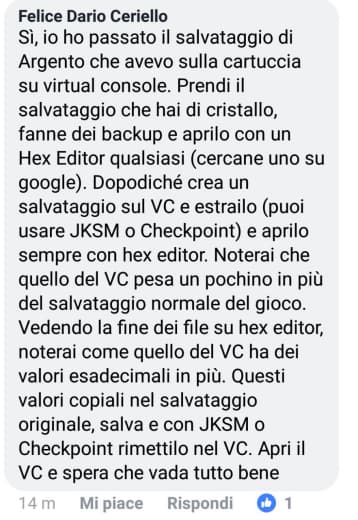 Felice Dario Ceriello
Sì, io ho passato il salvataggio di
Argento che avevo sulla cartuccia
su virtual console. Prendi il
salvataggio che hai di cristallo,
fanne dei backup e aprilo con un
Hex Editor qualsiasi (cercane uno su
google). Dopodiché crea un
salvataggio sul VC e estrailo (puoi
usare JKSM o Checkpoint) e aprilo
sempre con hex editor. Noterai che
quello del VC pesa un pochino in più
del salvataggio normale del gioco.
Vedendo la fine dei file su hex editor,
noterai come quello del VC ha dei
valori esadecimali in più. Questi
valori copiali nel salvataggio
originale, salva e con JKSM o
Checkpoint rimettilo nel VC. Apri il
VC e spera che vada tutto bene
14 m Mi piace Rispondi 1